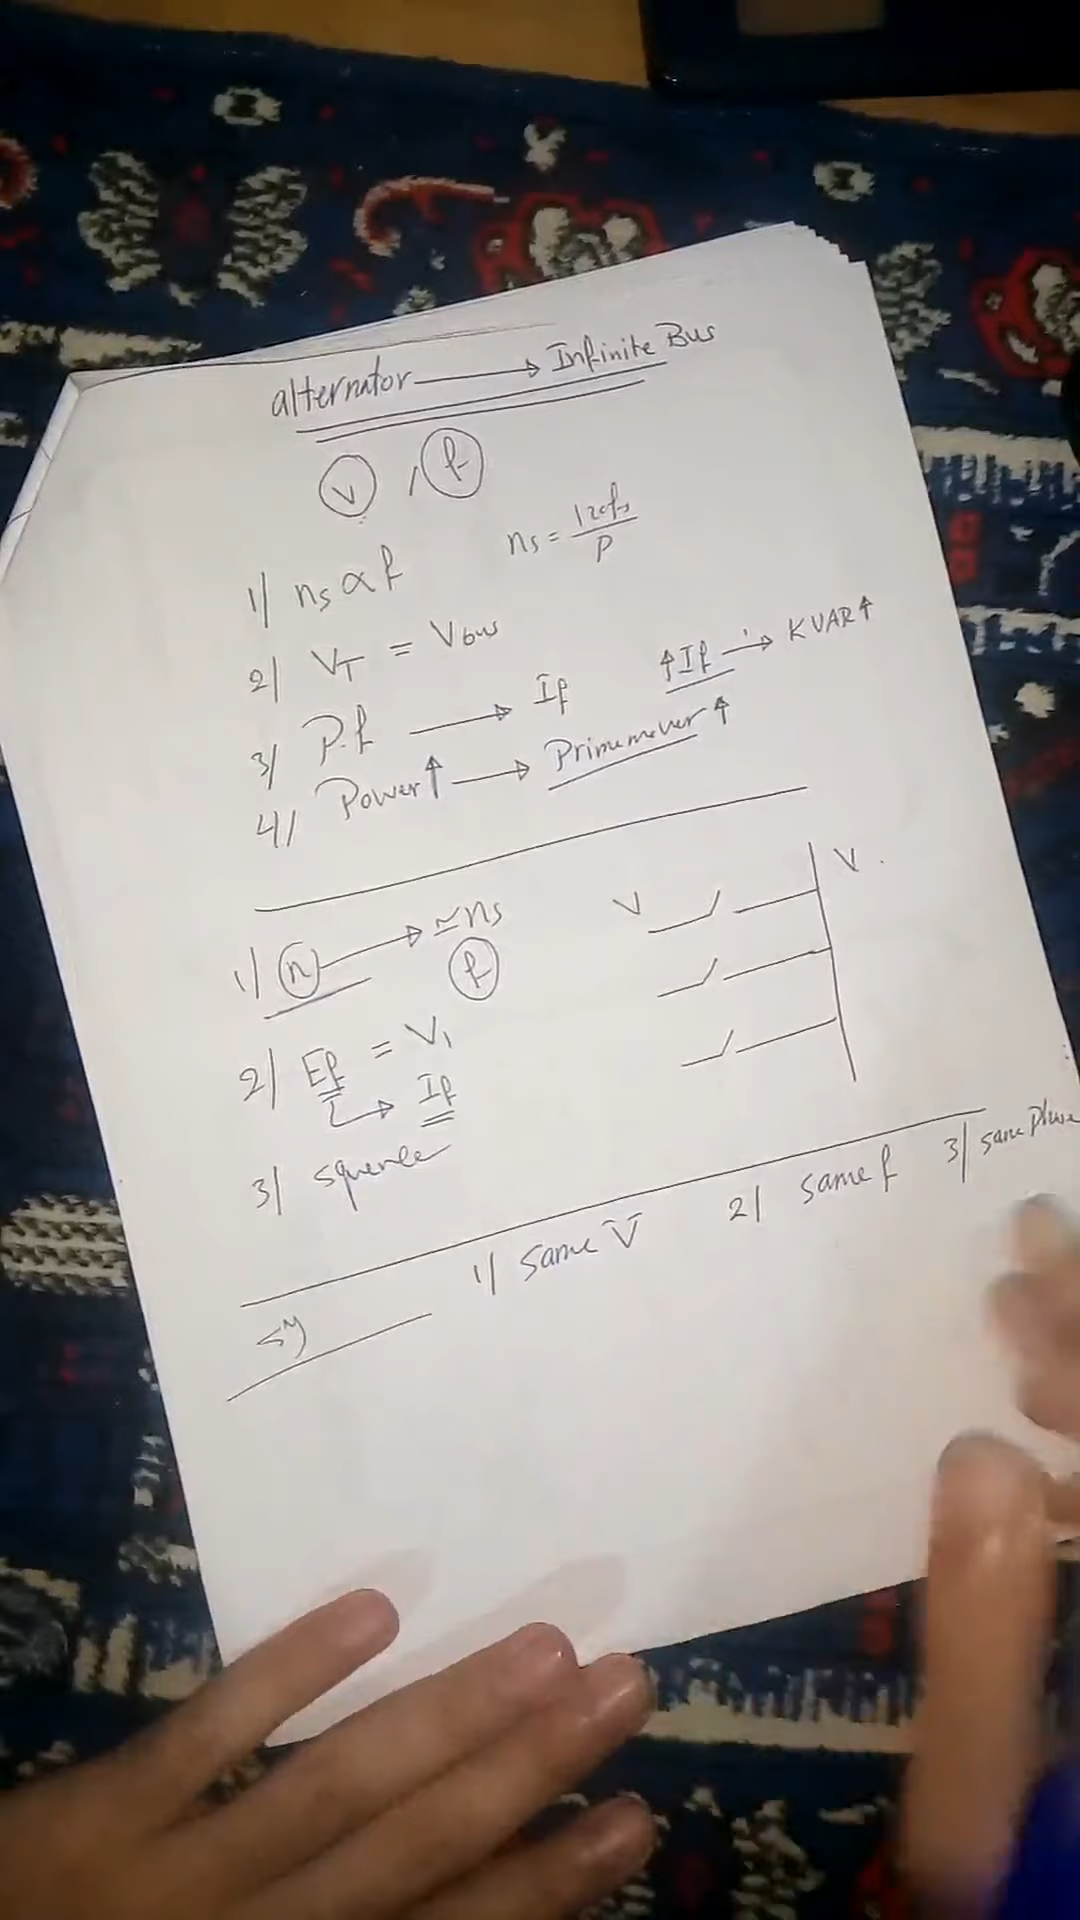 alternator → Infinite Bus
V , f
1/ ns ∝ f ns = 120fs / P
2/ VT = Vbus
3/ P.f → If ↑If → KVAR↑
4/ Power↑ → Primemover↑
1/ n → ≃ns
f
V V
2/ Ef = V1
↳ If
3/ squence
1/ same V 2/ same f 3/ same